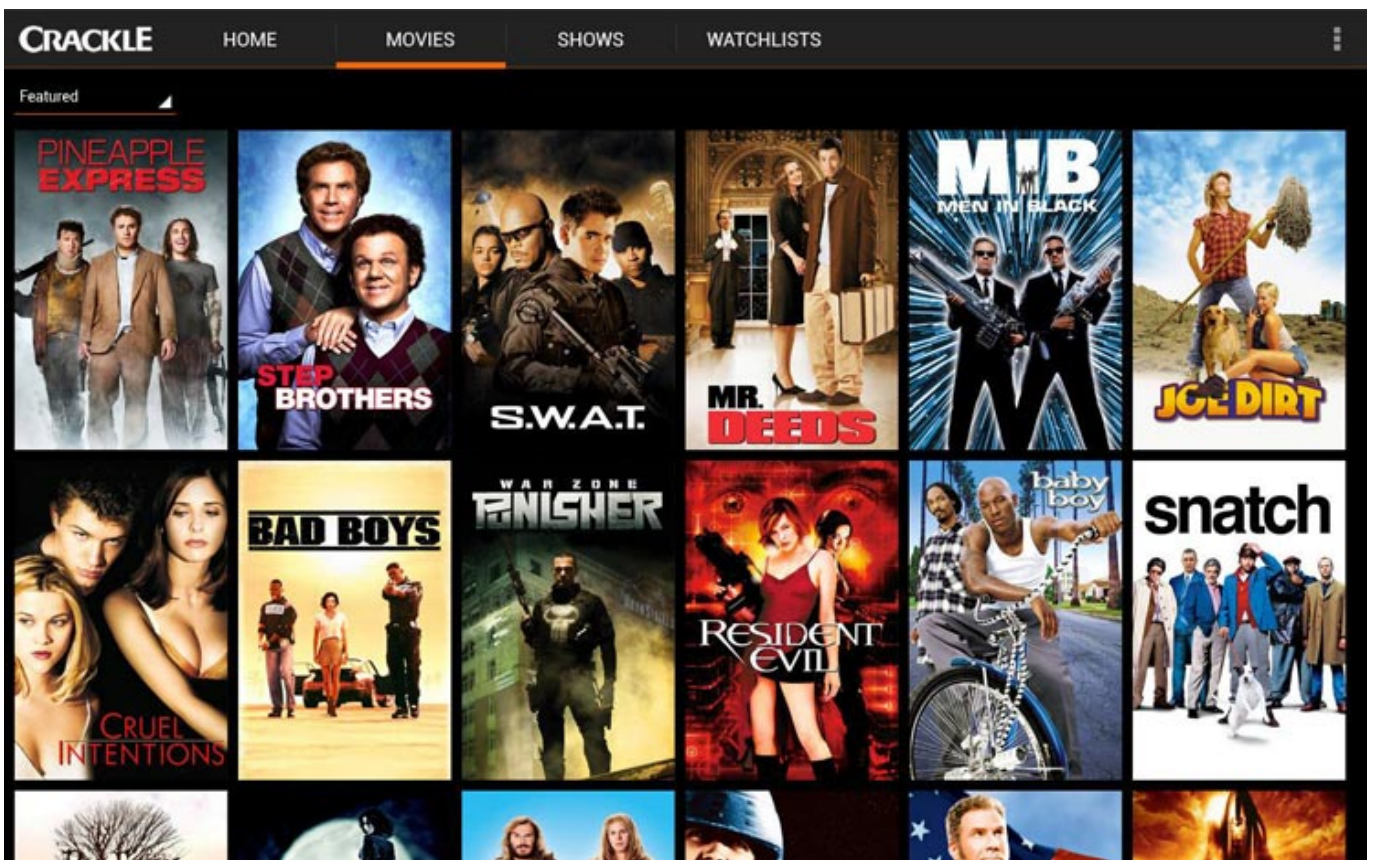 CRACKLE HOME MOVIES SHOWS WATCHLISTS
Featured
PINEAPPLE
EXPRESS
STEP
BROTHERS
S.W.A.T.
MR.
DEEDS
MIB
MEN IN BLACK
JOE DIRT
CRUEL
INTENTIONS
BAD BOYS
WAR ZONE
PUNISHER
RESIDENT
EVIL
baby
boy
snatch